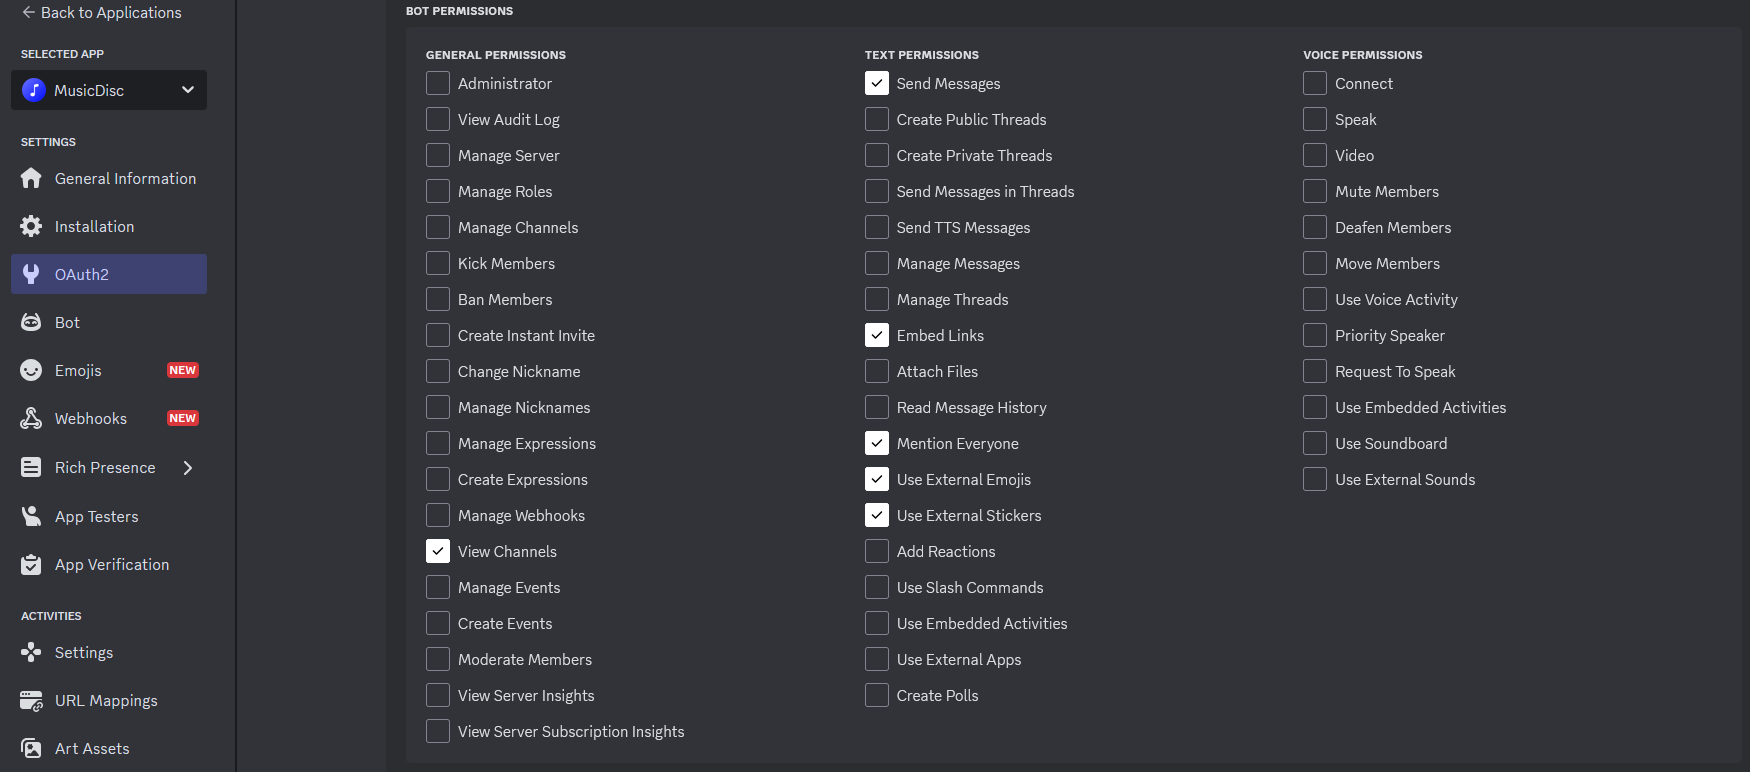 Back to Applications
SELECTED APP
MusicDisc
SETTINGS
General Information
Installation
OAuth2
Bot
Emojis NEW
Webhooks NEW
Rich Presence
App Testers
App Verification
ACTIVITIES
Settings
URL Mappings
Art Assets
BOT PERMISSIONS
GENERAL PERMISSIONS
Administrator
View Audit Log
Manage Server
Manage Roles
Manage Channels
Kick Members
Ban Members
Create Instant Invite
Change Nickname
Manage Nicknames
Manage Expressions
Create Expressions
Manage Webhooks
View Channels
Manage Events
Create Events
Moderate Members
View Server Insights
View Server Subscription Insights
TEXT PERMISSIONS
Send Messages
Create Public Threads
Create Private Threads
Send Messages in Threads
Send TTS Messages
Manage Messages
Manage Threads
Embed Links
Attach Files
Read Message History
Mention Everyone
Use External Emojis
Use External Stickers
Add Reactions
Use Slash Commands
Use Embedded Activities
Use External Apps
Create Polls
VOICE PERMISSIONS
Connect
Speak
Video
Mute Members
Deafen Members
Move Members
Use Voice Activity
Priority Speaker
Request To Speak
Use Embedded Activities
Use Soundboard
Use External Sounds